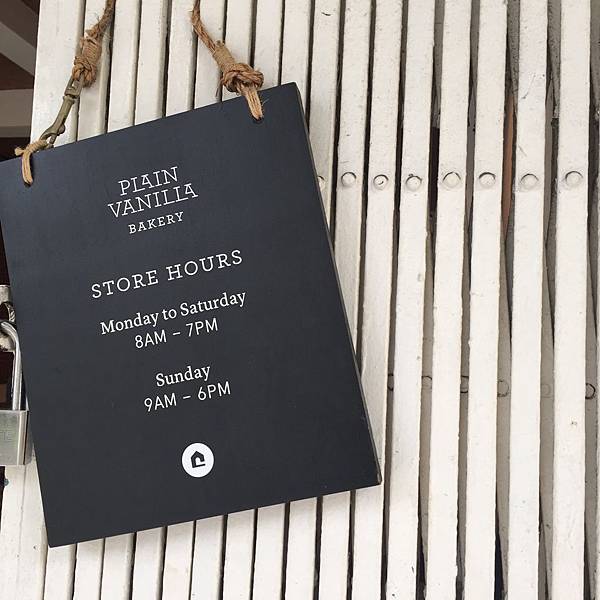 PLAIN
VANILLA
BAKERY
STORE HOURS
Monday to Saturday
8AM – 7PM
Sunday
9AM – 6PM